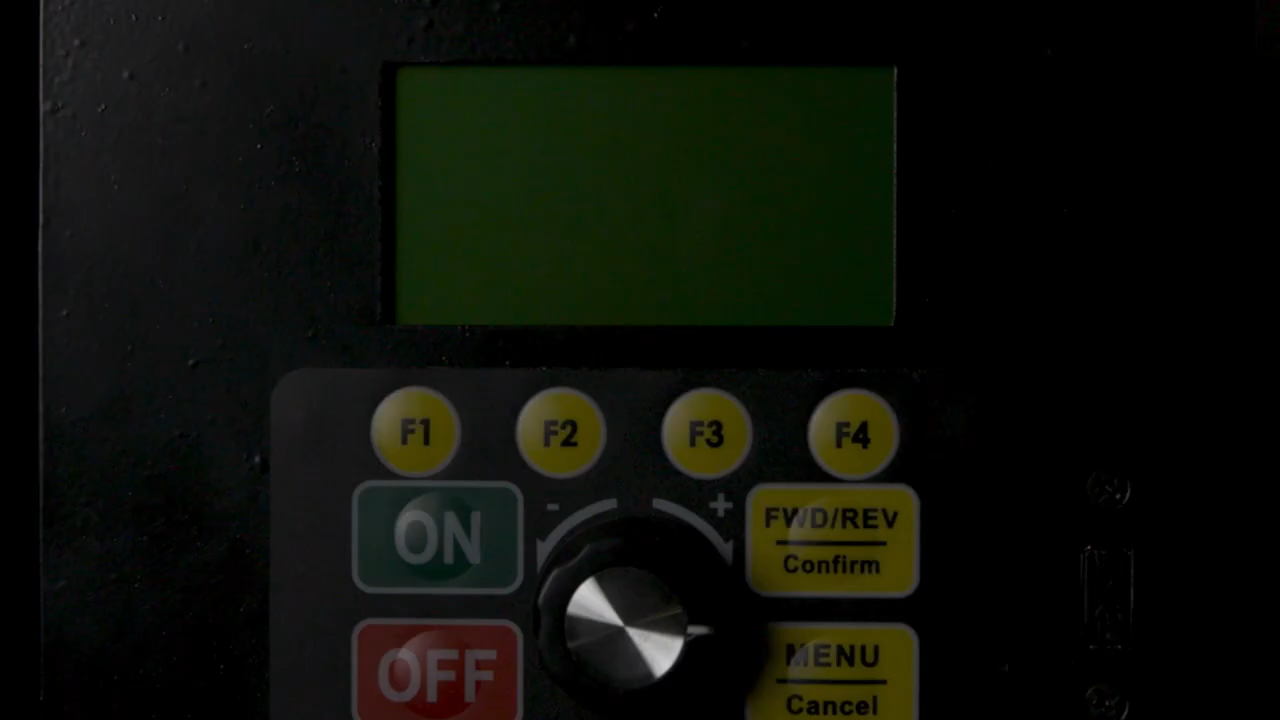 F1 F2 F3 F4
ON
- +
FWD/REV
Confirm
OFF
MENU
Cancel